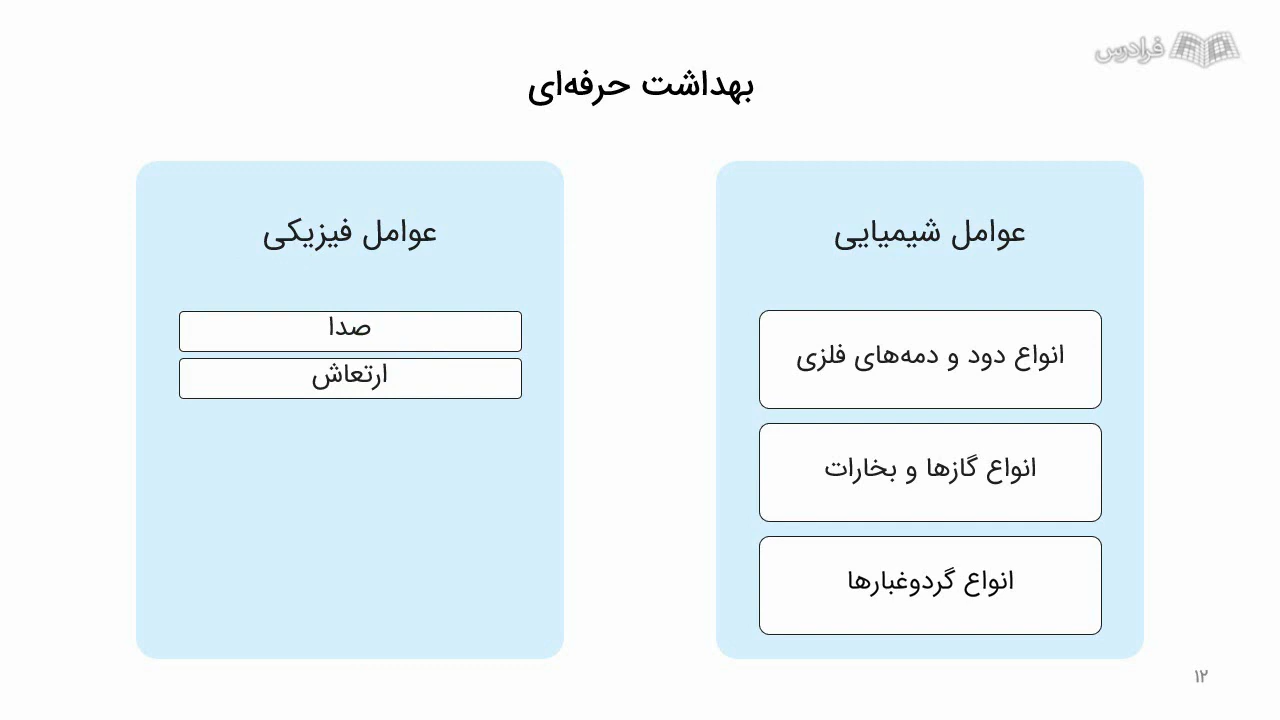 فرادرس
بهداشت حرفه‌ای
عوامل شیمیایی
انواع دود و دمه‌های فلزی
انواع گازها و بخارات
انواع گردوغبارها
عوامل فیزیکی
صدا
ارتعاش
۱۲